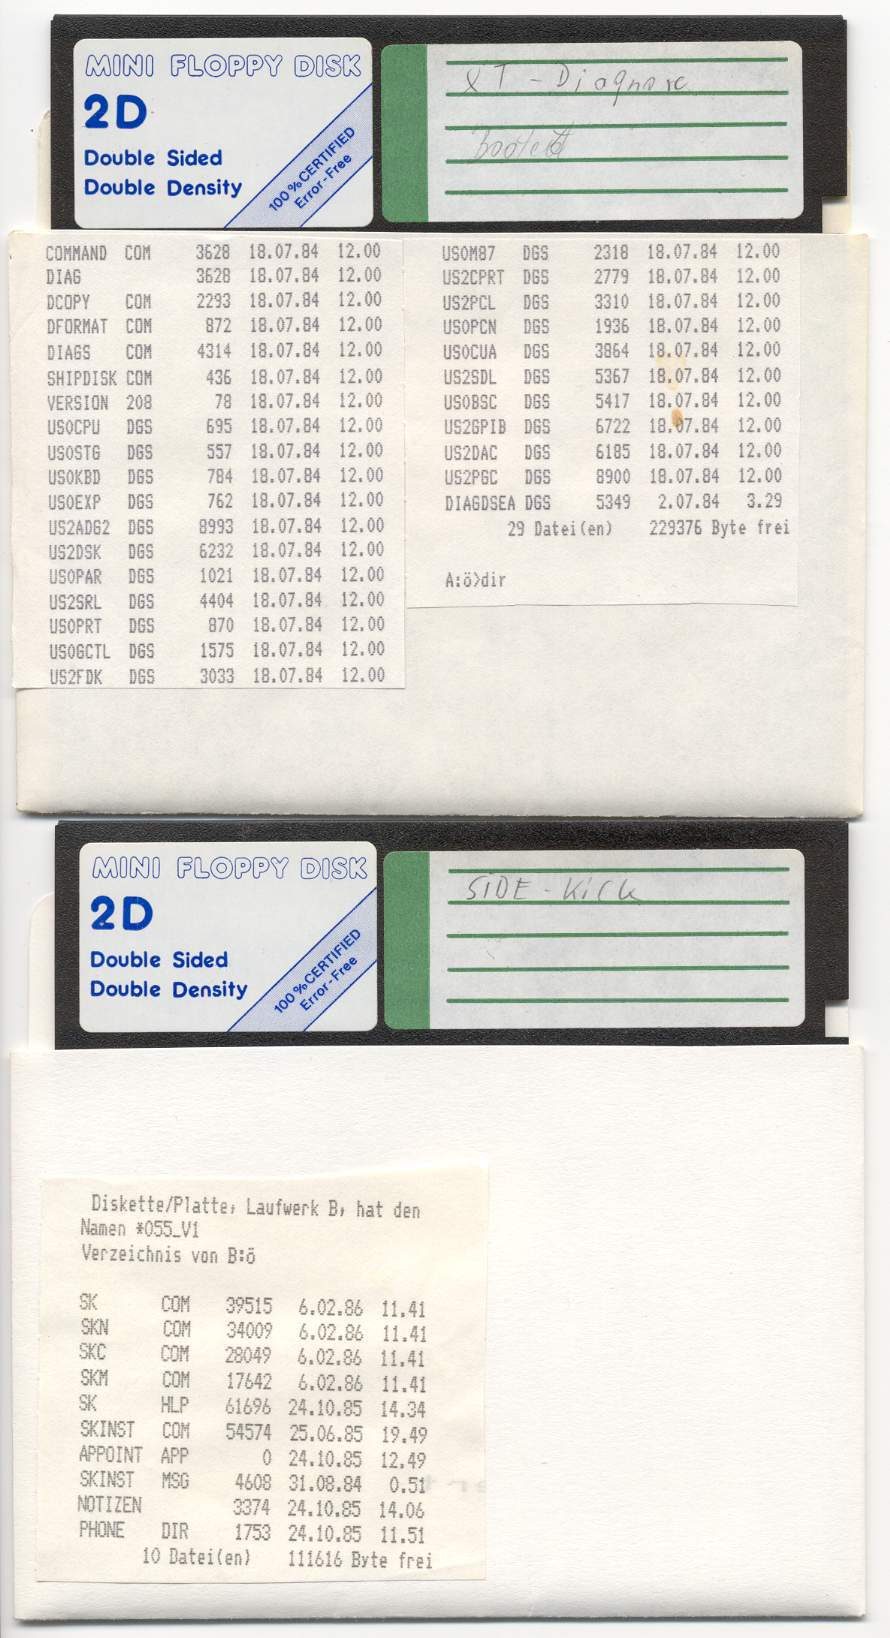 MINI FLOPPY DISK
2D
Double Sided
Double Density
100% CERTIFIED
Error-Free
XT - Diagnose
COMMAND COM 3628 18.07.84 12.00
DIAG 3628 18.07.84 12.00
DCOPY COM 2293 18.07.84 12.00
DFORMAT COM 872 18.07.84 12.00
DIAGS COM 4314 18.07.84 12.00
SHIPDISK COM 436 18.07.84 12.00
VERSION 208 78 18.07.84 12.00
US0CPU DGS 695 18.07.84 12.00
US0STG DGS 557 18.07.84 12.00
US0KBD DGS 784 18.07.84 12.00
US0EXP DGS 762 18.07.84 12.00
US2ADG2 DGS 8993 18.07.84 12.00
US2DSK DGS 6232 18.07.84 12.00
US0PAR DGS 1021 18.07.84 12.00
US2SRL DGS 4404 18.07.84 12.00
US0PRT DGS 870 18.07.84 12.00
US0GCTL DGS 1575 18.07.84 12.00
US2FDK DGS 3033 18.07.84 12.00
US0M87 DGS 2318 18.07.84 12.00
US2CPRT DGS 2779 18.07.84 12.00
US2PCL DGS 3310 18.07.84 12.00
US0PCN DGS 1936 18.07.84 12.00
US0CUA DGS 3864 18.07.84 12.00
US2SDL DGS 5367 18.07.84 12.00
US0BSC DGS 5417 18.07.84 12.00
US2GPIB DGS 6722 18.07.84 12.00
US2DAC DGS 6185 18.07.84 12.00
US2PGC DGS 8900 18.07.84 12.00
DIAGDSEA DGS 5349 2.07.84 3.29
29 Datei(en) 229376 Byte frei
A:ö>dir
MINI FLOPPY DISK
2D
Double Sided
Double Density
100% CERTIFIED
Error-Free
SIDE - KICK
Diskette/Platte, Laufwerk B, hat den
Namen *055_V1
Verzeichnis von B:ö
SK COM 39515 6.02.86 11.41
SKN COM 34009 6.02.86 11.41
SKC COM 28049 6.02.86 11.41
SKM COM 17642 6.02.86 11.41
SK HLP 61696 24.10.85 14.34
SKINST COM 54574 25.06.85 19.49
APPOINT APP 0 24.10.85 12.49
SKINST MSG 4608 31.08.84 0.51
NOTIZEN 3374 24.10.85 14.06
PHONE DIR 1753 24.10.85 11.51
10 Datei(en) 111616 Byte frei